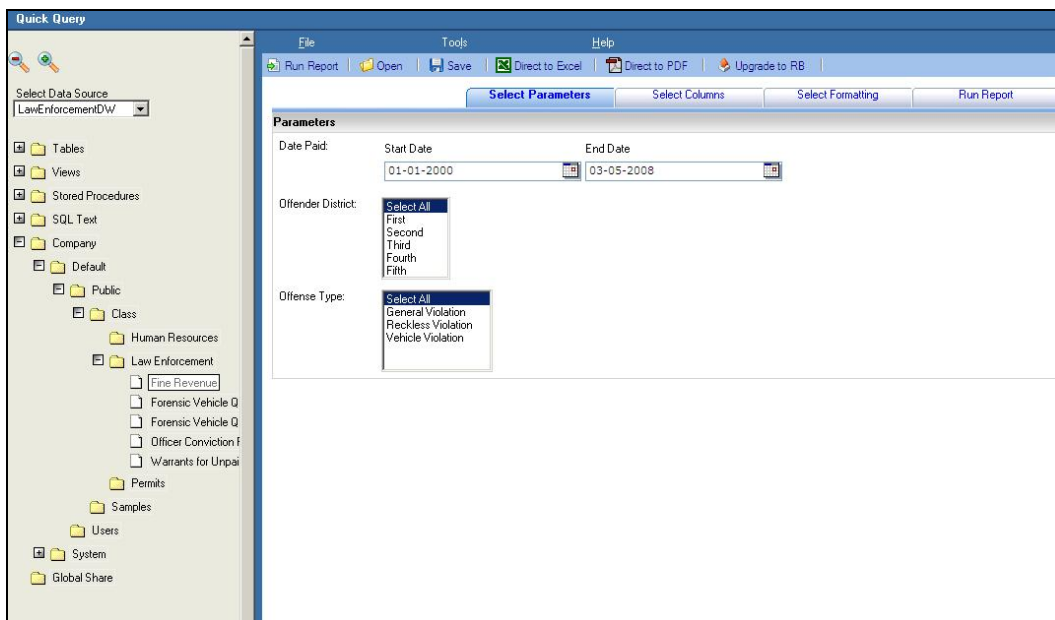 Quick Query
Select Data Source
LawEnforcementDW
Tables
Views
Stored Procedures
SQL Text
Company
Default
Public
Class
Human Resources
Law Enforcement
Fine Revenue
Forensic Vehicle Q
Forensic Vehicle Q
Officer Conviction F
Warrants for Unpai
Permits
Samples
Users
System
Global Share
File Tools Help
Run Report Open Save Direct to Excel Direct to PDF Upgrade to RB
Select Parameters Select Columns Select Formatting Run Report
Parameters
Date Paid: Start Date End Date
01-01-2000 03-05-2008
Offender District: Select All
First
Second
Third
Fourth
Fifth
Offense Type: Select All
General Violation
Reckless Violation
Vehicle Violation